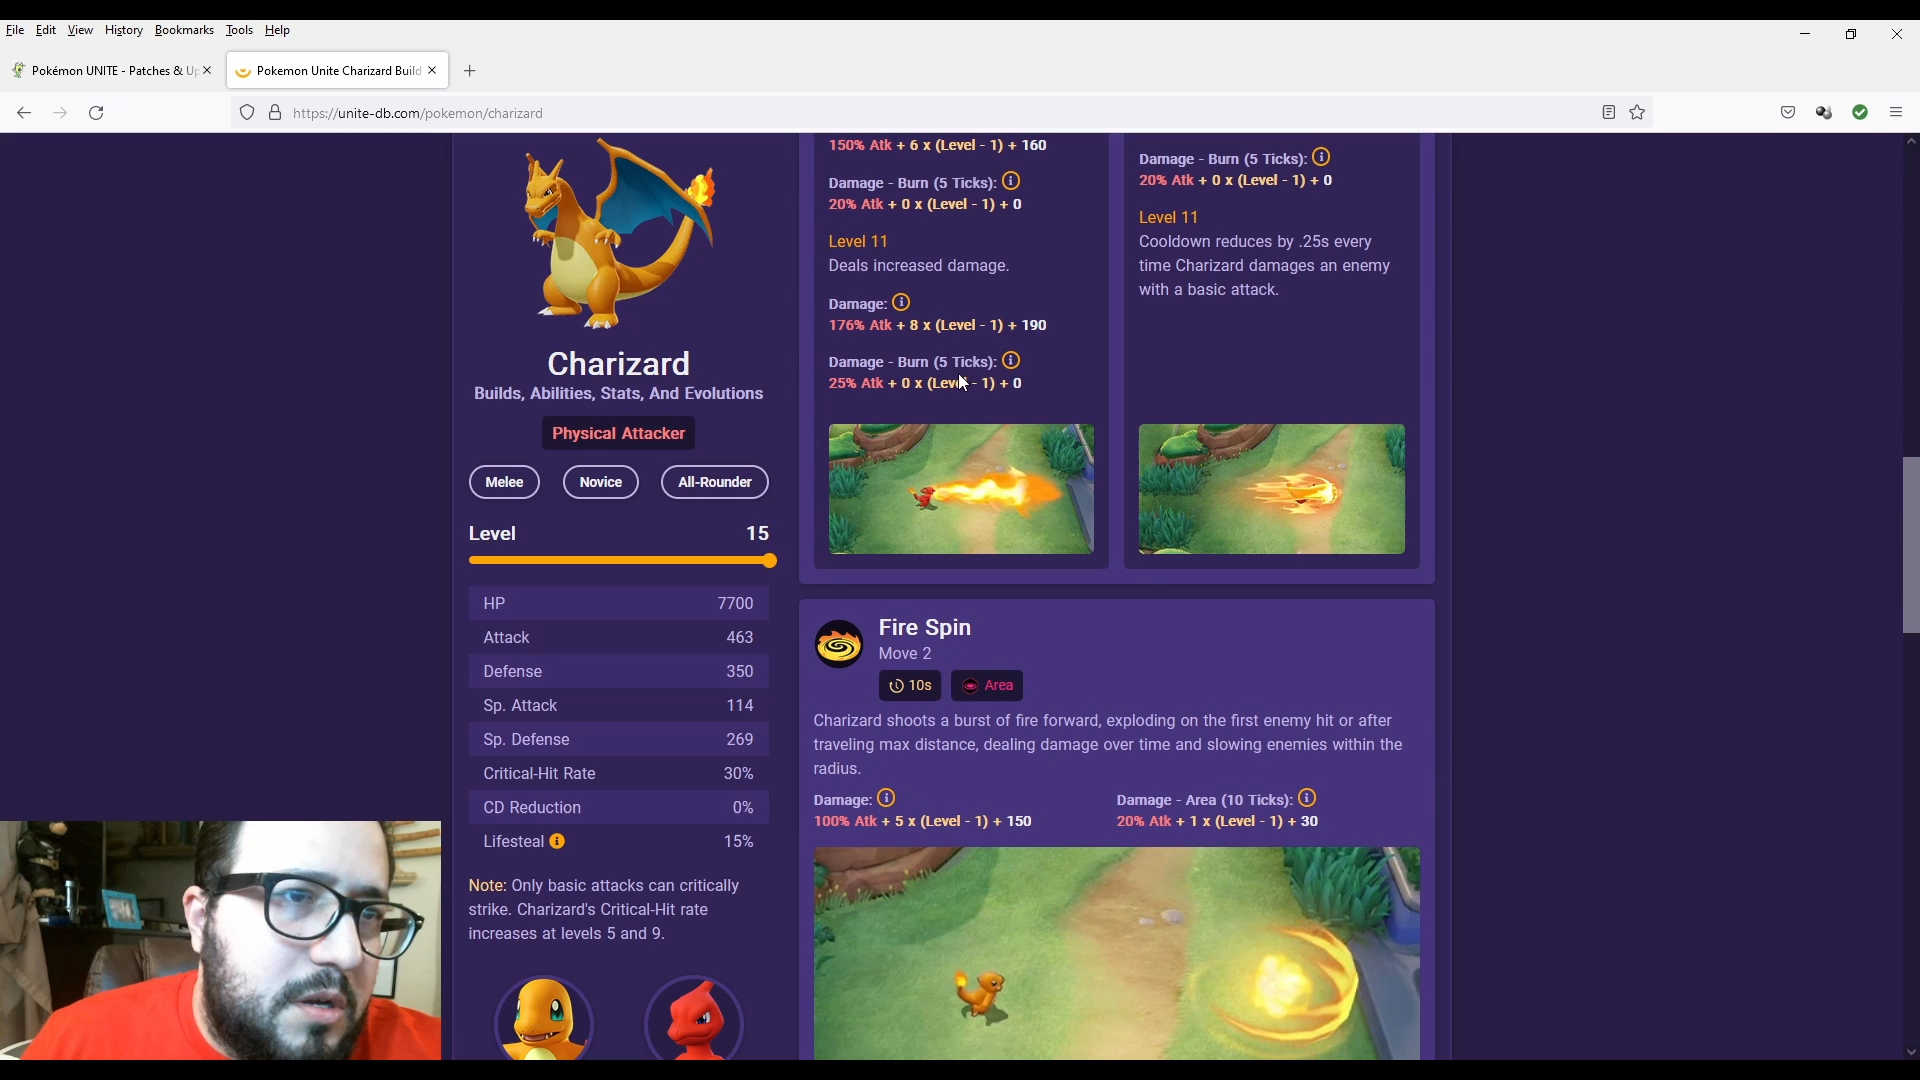 File Edit View History Bookmarks Tools Help
Pokémon UNITE - Patches & Up
Pokemon Unite Charizard Build
https://unite-db.com/pokemon/charizard
Charizard
Builds, Abilities, Stats, And Evolutions
Physical Attacker
Melee Novice All-Rounder
Level 15
HP 7700
Attack 463
Defense 350
Sp. Attack 114
Sp. Defense 269
Critical-Hit Rate 30%
CD Reduction 0%
Lifesteal 15%
Note: Only basic attacks can critically
strike. Charizard's Critical-Hit rate
increases at levels 5 and 9.
150% Atk + 6 x (Level - 1) + 160
Damage - Burn (5 Ticks):
20% Atk + 0 x (Level - 1) + 0
Level 11
Deals increased damage.
Damage:
176% Atk + 8 x (Level - 1) + 190
Damage - Burn (5 Ticks):
25% Atk + 0 x (Level - 1) + 0
Damage - Burn (5 Ticks):
20% Atk + 0 x (Level - 1) + 0
Level 11
Cooldown reduces by .25s every
time Charizard damages an enemy
with a basic attack.
Fire Spin
Move 2
10s Area
Charizard shoots a burst of fire forward, exploding on the first enemy hit or after
traveling max distance, dealing damage over time and slowing enemies within the
radius.
Damage:
100% Atk + 5 x (Level - 1) + 150
Damage - Area (10 Ticks):
20% Atk + 1 x (Level - 1) + 30